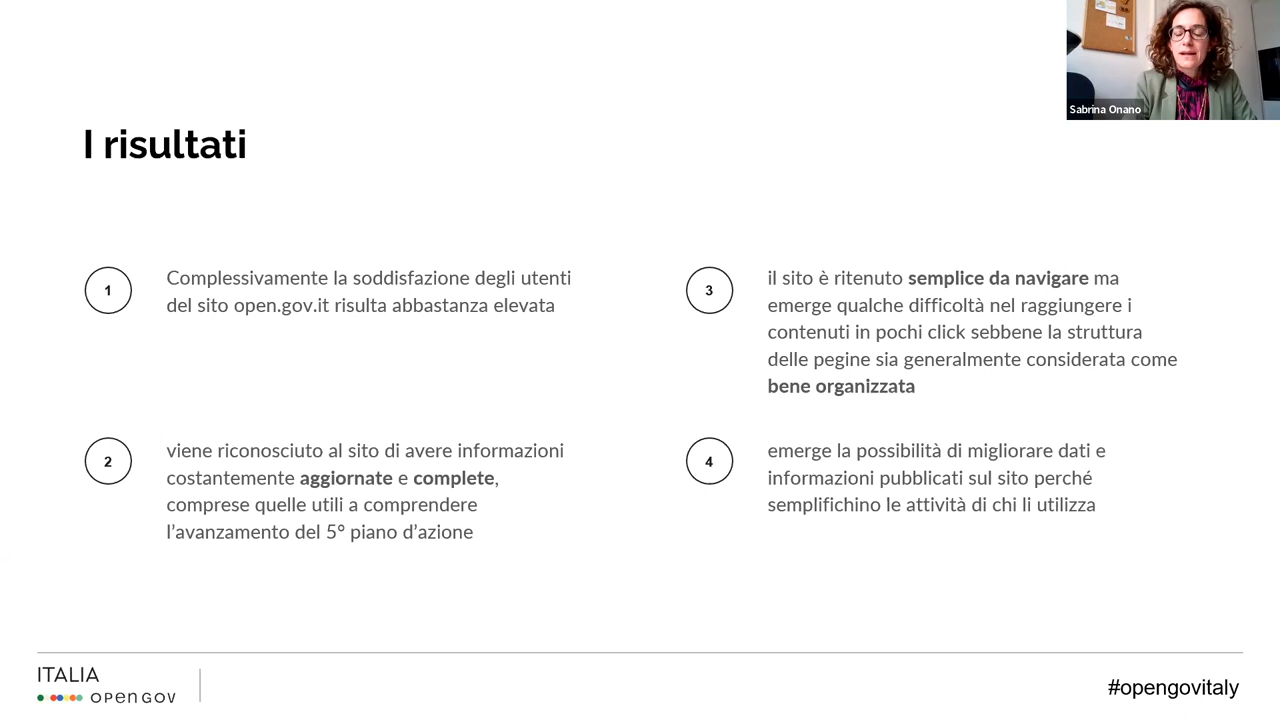 Sabrina Onano
I risultati
1
Complessivamente la soddisfazione degli utenti
del sito open.gov.it risulta abbastanza elevata
2
viene riconosciuto al sito di avere informazioni
costantemente aggiornate e complete,
comprese quelle utili a comprendere
l’avanzamento del 5° piano d’azione
3
il sito è ritenuto semplice da navigare ma
emerge qualche difficoltà nel raggiungere i
contenuti in pochi click sebbene la struttura
delle pegine sia generalmente considerata come
bene organizzata
4
emerge la possibilità di migliorare dati e
informazioni pubblicati sul sito perché
semplifichino le attività di chi li utilizza
ITALIA
OPEN GOV
#opengovitaly